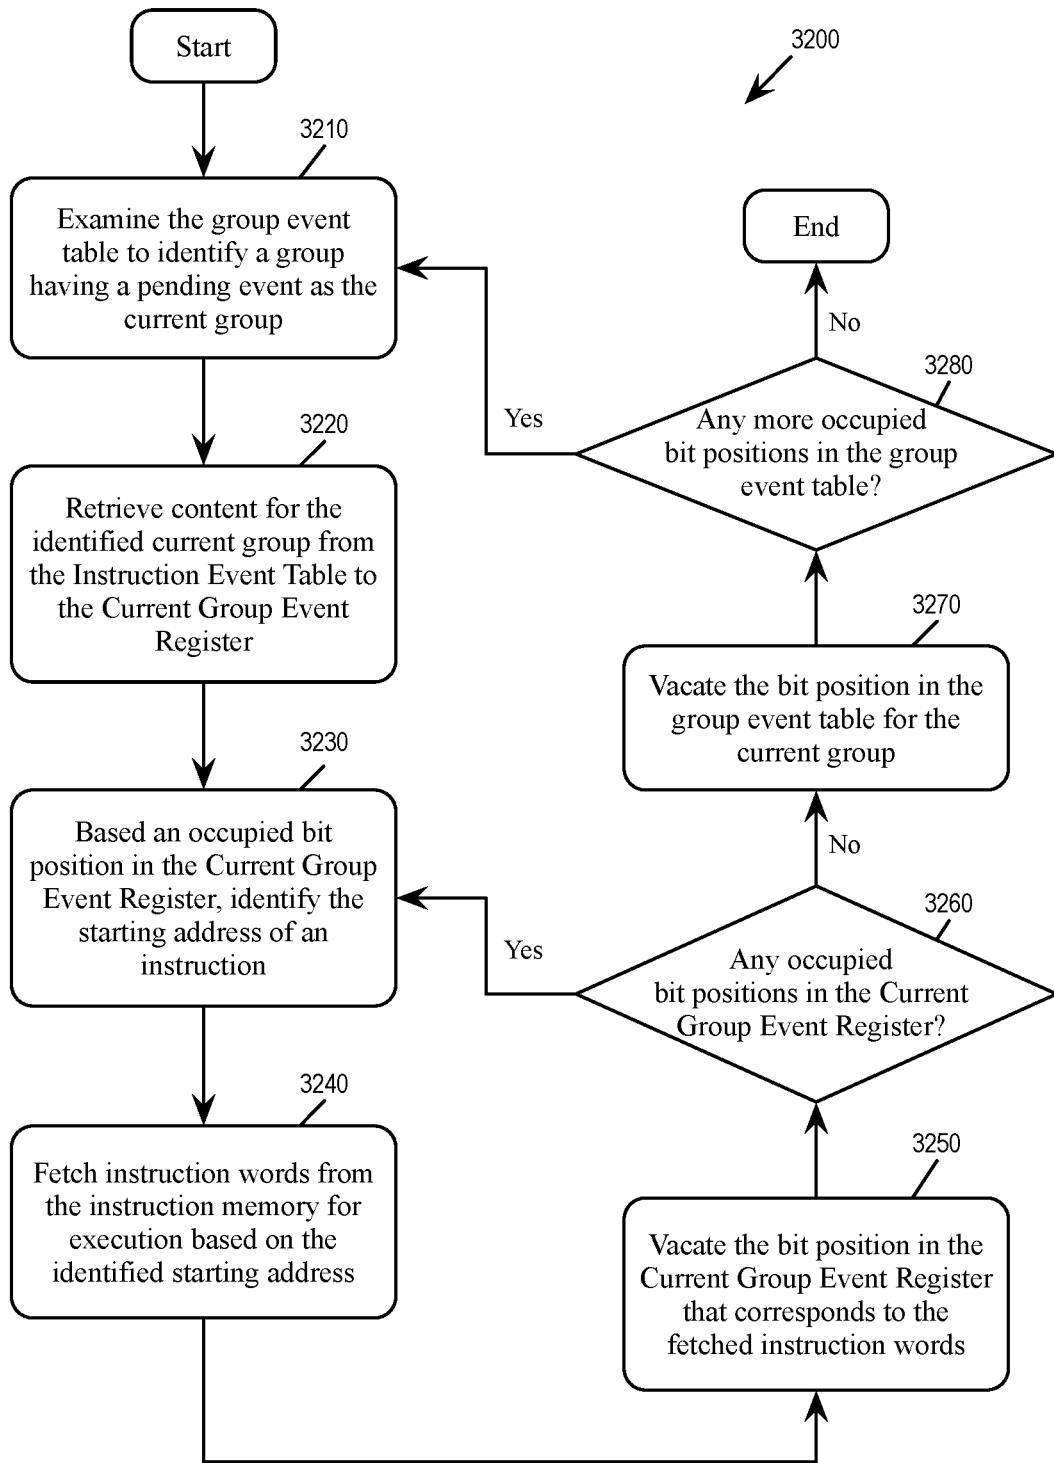 Start
3200
3210
Examine the group event
table to identify a group
having a pending event as the
current group
3220
Retrieve content for the
identified current group from
the Instruction Event Table to
the Current Group Event
Register
3230
Based an occupied bit
position in the Current Group
Event Register, identify the
starting address of an
instruction
3240
Fetch instruction words from
the instruction memory for
execution based on the
identified starting address
3250
Vacate the bit position in the
Current Group Event Register
that corresponds to the
fetched instruction words
3260
Any occupied
bit positions in the Current
Group Event Register?
Yes
No
3270
Vacate the bit position in the
group event table for the
current group
3280
Any more occupied
bit positions in the group
event table?
Yes
No
End